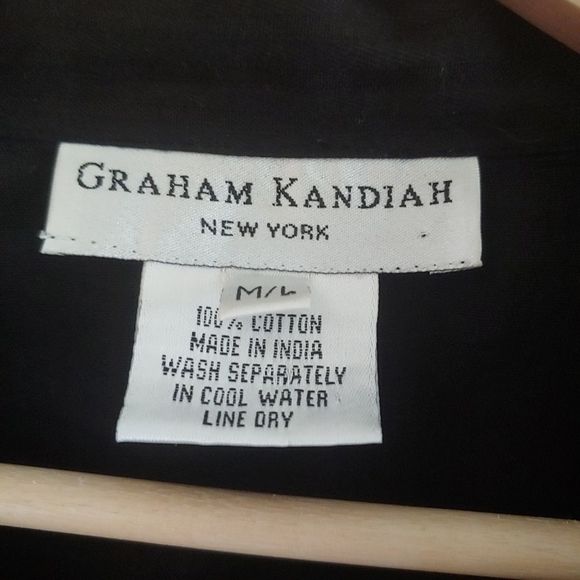 GRAHAM KANDIAH
NEW YORK
M/L
100% COTTON
MADE IN INDIA
WASH SEPARATELY
IN COOL WATER
LINE DRY